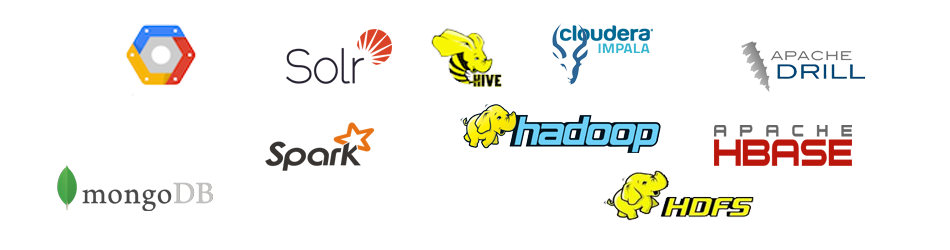 Solr
HIVE
cloudera
IMPALA
APACHE
DRILL
Spark
hadoop
APACHE
HBASE
mongoDB
HDFS